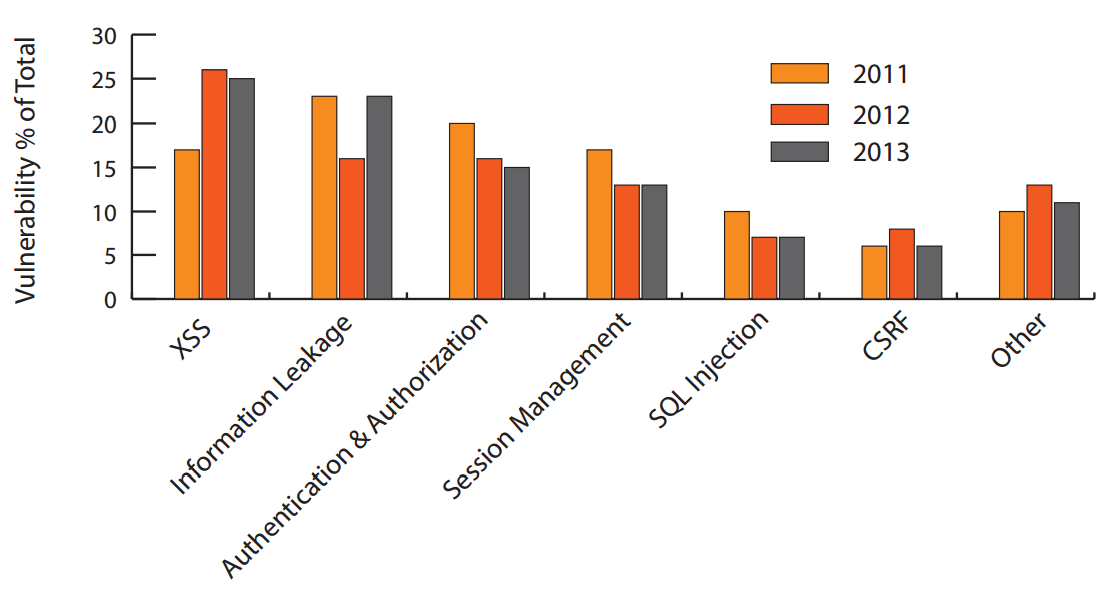 Vulnerability % of Total
30
25
20
15
10
5
0
2011
2012
2013
XSS
Information Leakage
Authentication & Authorization
Session Management
SQL Injection
CSRF
Other